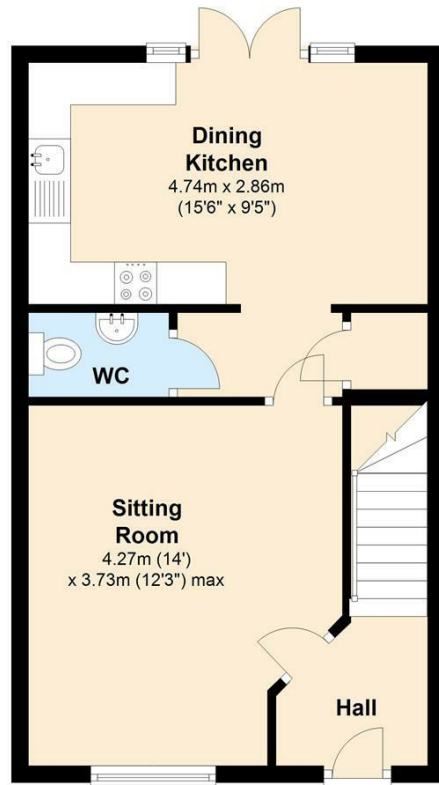 Dining
Kitchen
4.74m x 2.86m
(15'6" x 9'5")
WC
Sitting
Room
4.27m (14')
x 3.73m (12'3") max
Hall